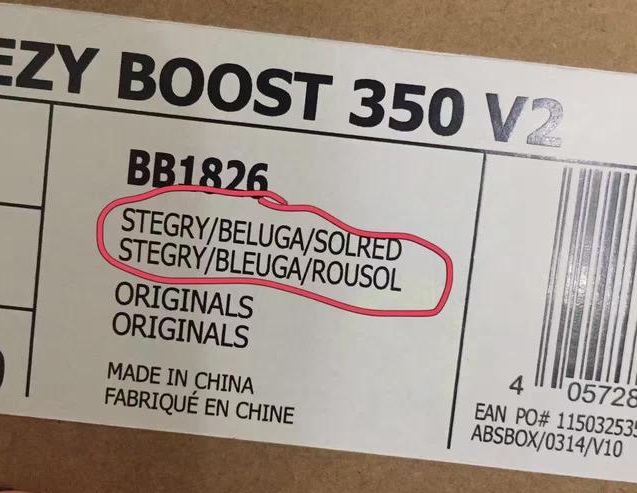 EZY BOOST 350 V2
BB1826
STEGRY/BELUGA/SOLRED
STEGRY/BLEUGA/ROUSOL
ORIGINALS
ORIGINALS
MADE IN CHINA
FABRIQUÉ EN CHINE
4 05728
EAN PO# 115032535
ABSBOX/0314/V10